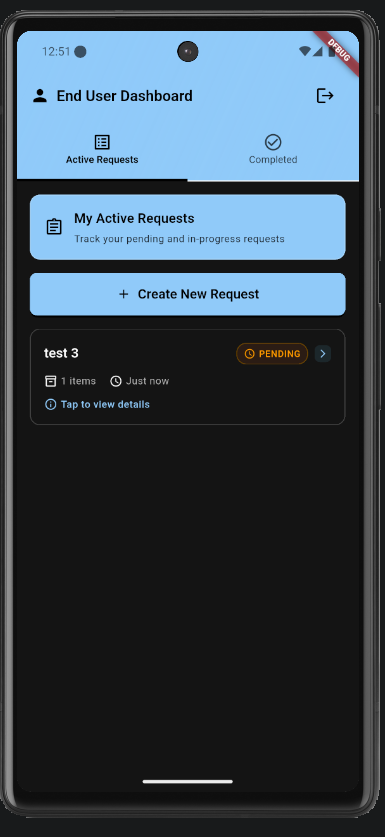 12:51
DEBUG
End User Dashboard
Active Requests
Completed
My Active Requests
Track your pending and in-progress requests
+ Create New Request
test 3
PENDING
1 items
Just now
Tap to view details